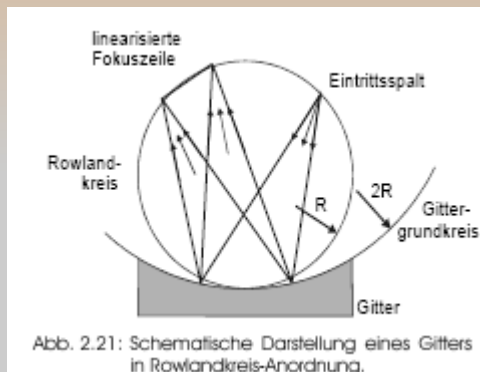 linearisierte
Fokuszeile
Eintrittsspalt
Rowland-
kreis
R
2R
Gitter-
grundkreis
Gitter
Abb. 2.21: Schematische Darstellung eines Gitters
in Rowlandkreis-Anordnung.